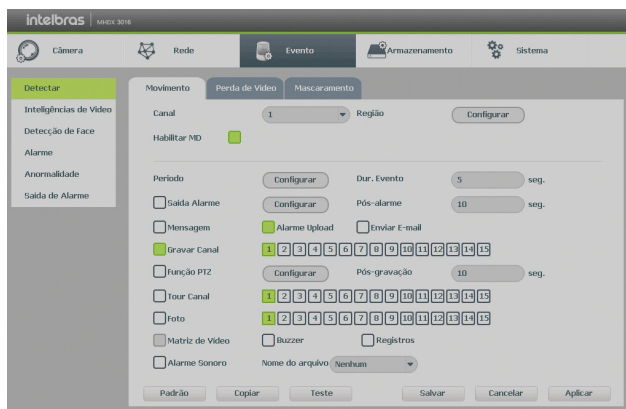 intelbras MHDX 3016
Câmera Rede Evento Armazenamento Sistema
Detectar
Inteligências de Vídeo
Detecção de Face
Alarme
Anormalidade
Saída de Alarme
Movimento Perda de Vídeo Mascaramento
Canal 1 Região Configurar
Habilitar MD
Período Configurar Dur. Evento 5 seg.
Saída Alarme Configurar Pós-alarme 10 seg.
Mensagem Alarme Upload Enviar E-mail
Gravar Canal 1 2 3 4 5 6 7 8 9 10 11 12 13 14 15
Função PTZ Configurar Pós-gravação 10 seg.
Tour Canal 1 2 3 4 5 6 7 8 9 10 11 12 13 14 15
Foto 1 2 3 4 5 6 7 8 9 10 11 12 13 14 15
Matriz de Vídeo Buzzer Registros
Alarme Sonoro Nome do arquivo Nenhum
Padrão Copiar Teste Salvar Cancelar Aplicar